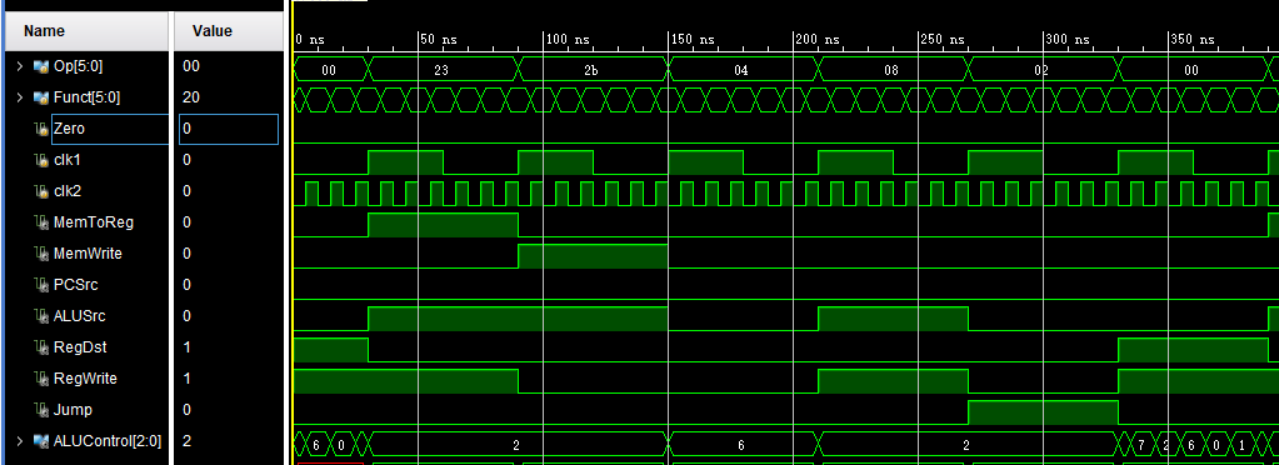 Name Value
0 ns 50 ns 100 ns 150 ns 200 ns 250 ns 300 ns 350 ns
Op[5:0] 00 00 23 2b 04 08 02 00
Funct[5:0] 20
Zero 0
clk1 0
clk2 0
MemToReg 0
MemWrite 0
PCSrc 0
ALUSrc 0
RegDst 1
RegWrite 1
Jump 0
ALUControl[2:0] 2 6 0 2 6 2 7 2 6 0 1